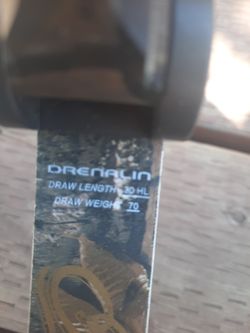 DRENALIN
DRAW LENGTH 30 HL
DRAW WEIGHT 70